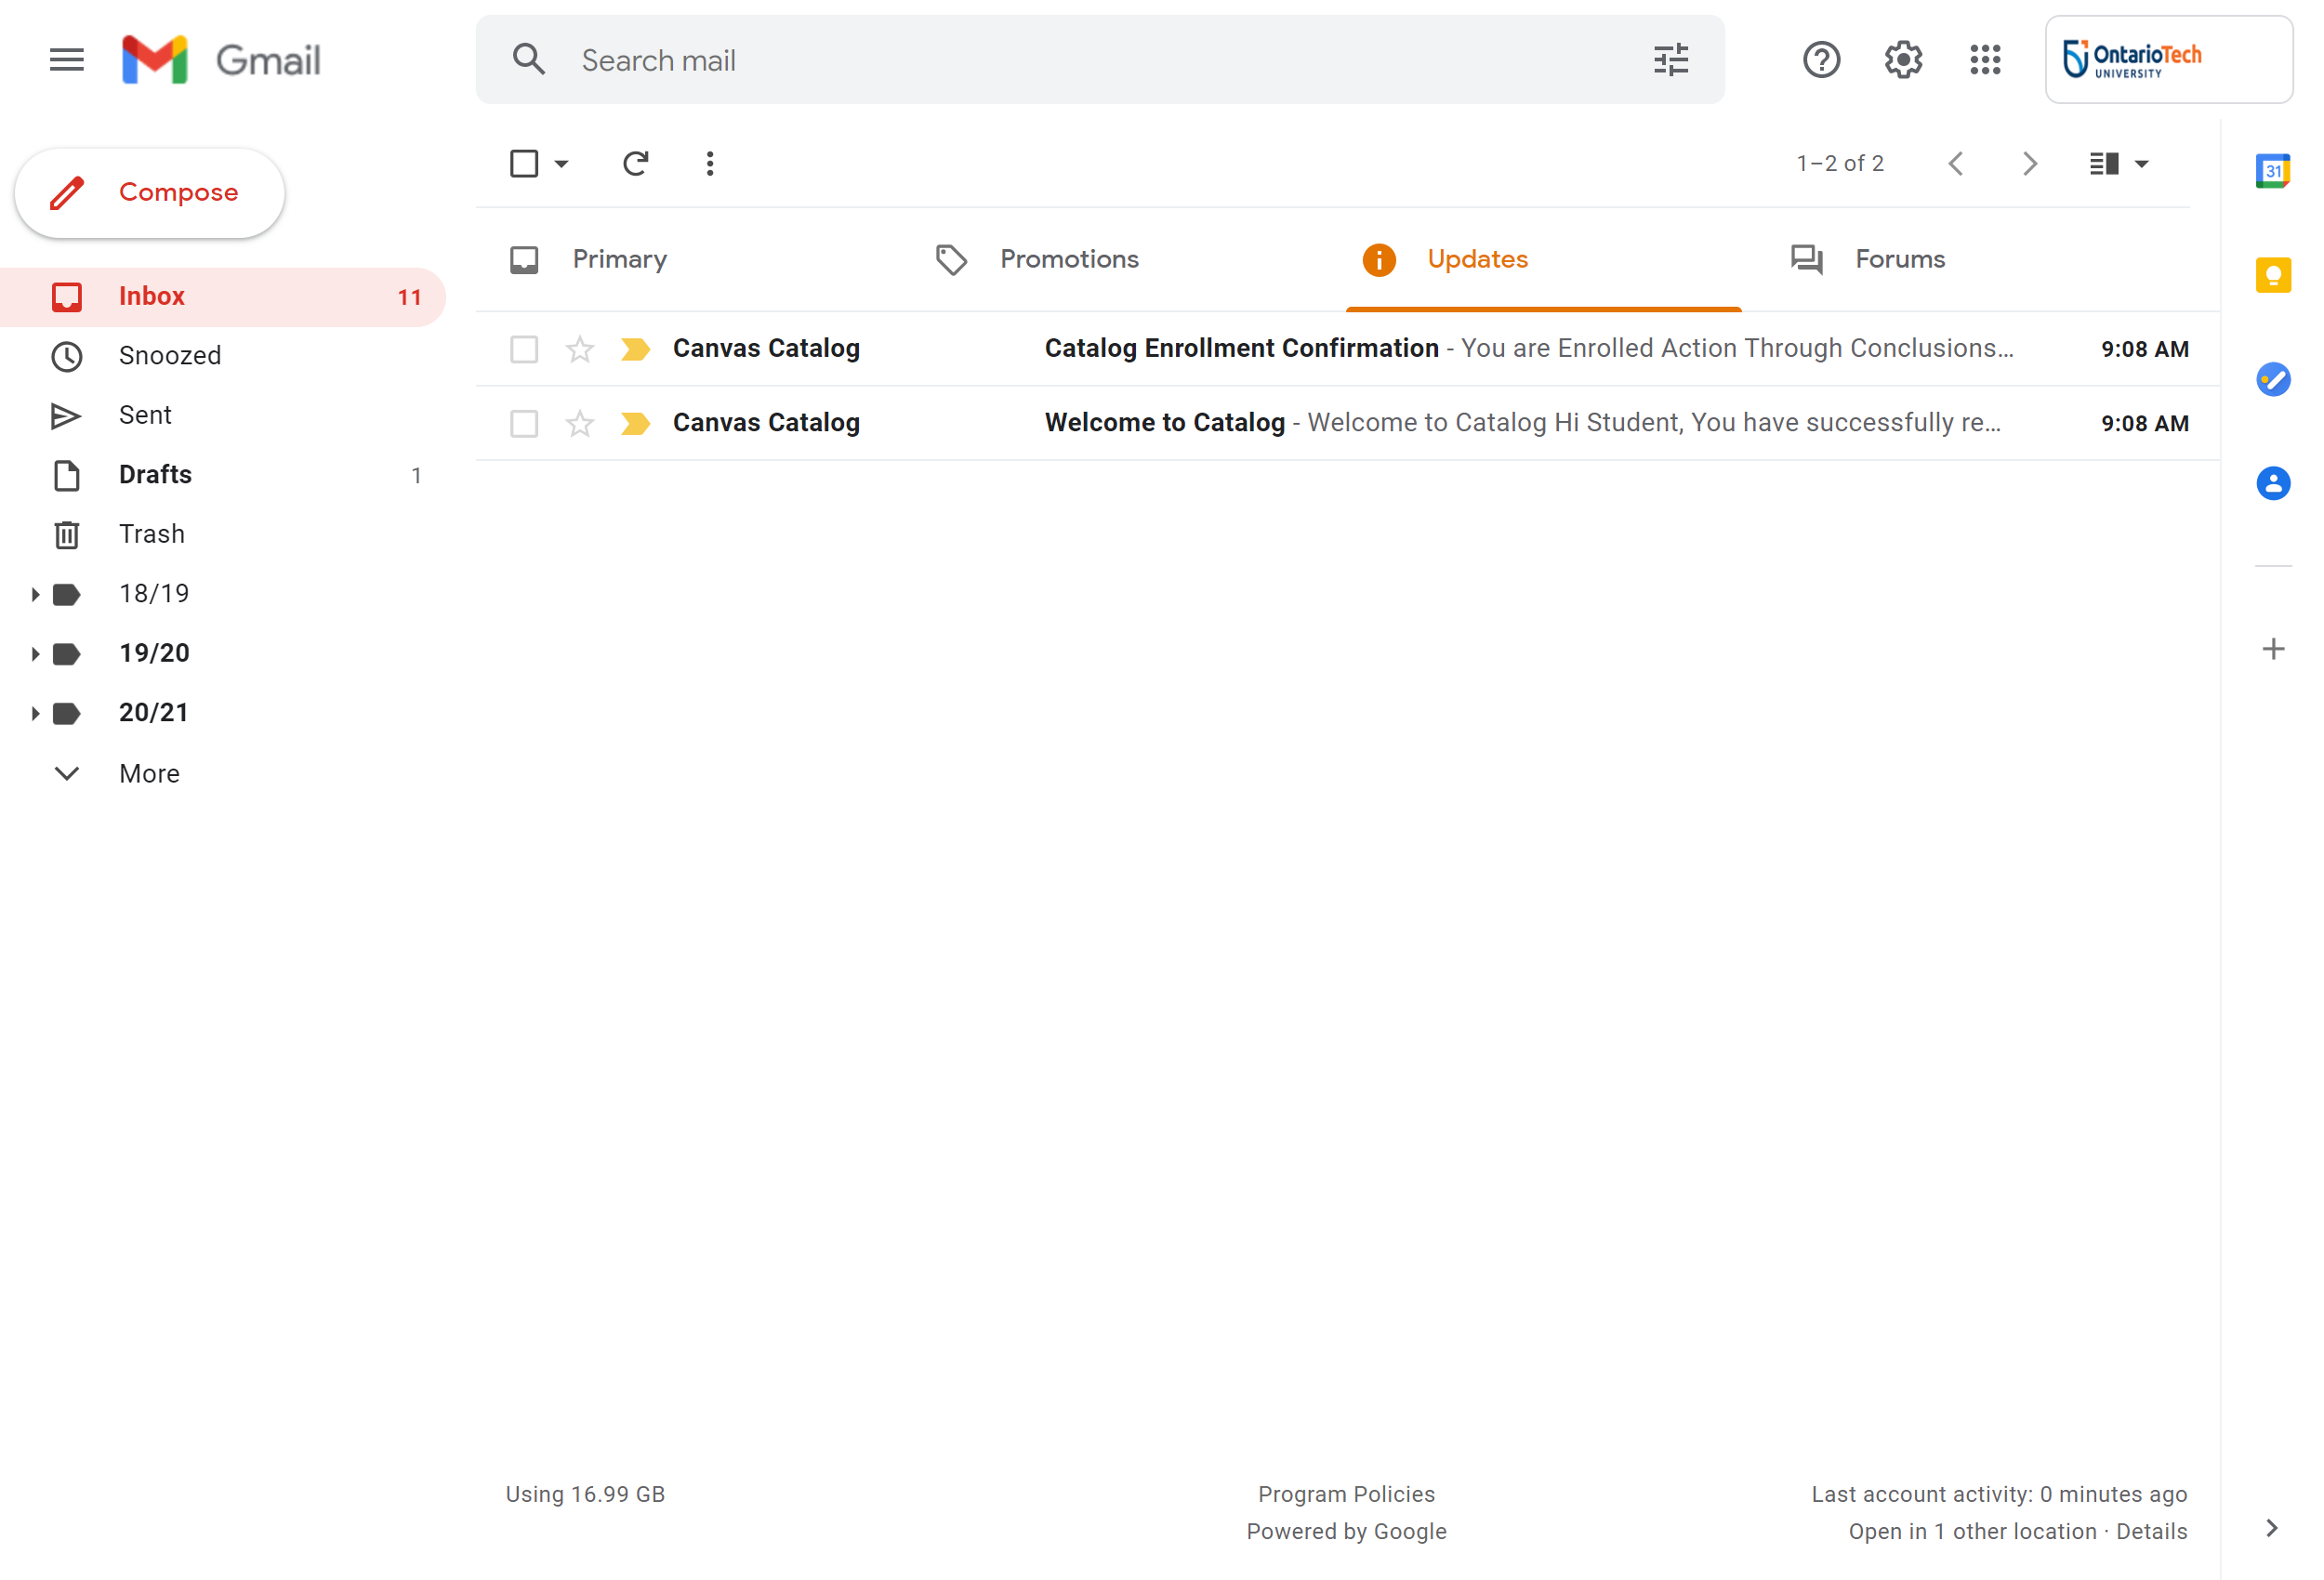 Gmail
Search mail
OntarioTech
UNIVERSITY
Compose
1–2 of 2
31
Primary
Promotions
Updates
Forums
Inbox 11
Snoozed
Sent
Drafts 1
Trash
18/19
19/20
20/21
More
Canvas Catalog Catalog Enrollment Confirmation - You are Enrolled Action Through Conclusions... 9:08 AM
Canvas Catalog Welcome to Catalog - Welcome to Catalog Hi Student, You have successfully re... 9:08 AM
Using 16.99 GB
Program Policies
Powered by Google
Last account activity: 0 minutes ago
Open in 1 other location · Details